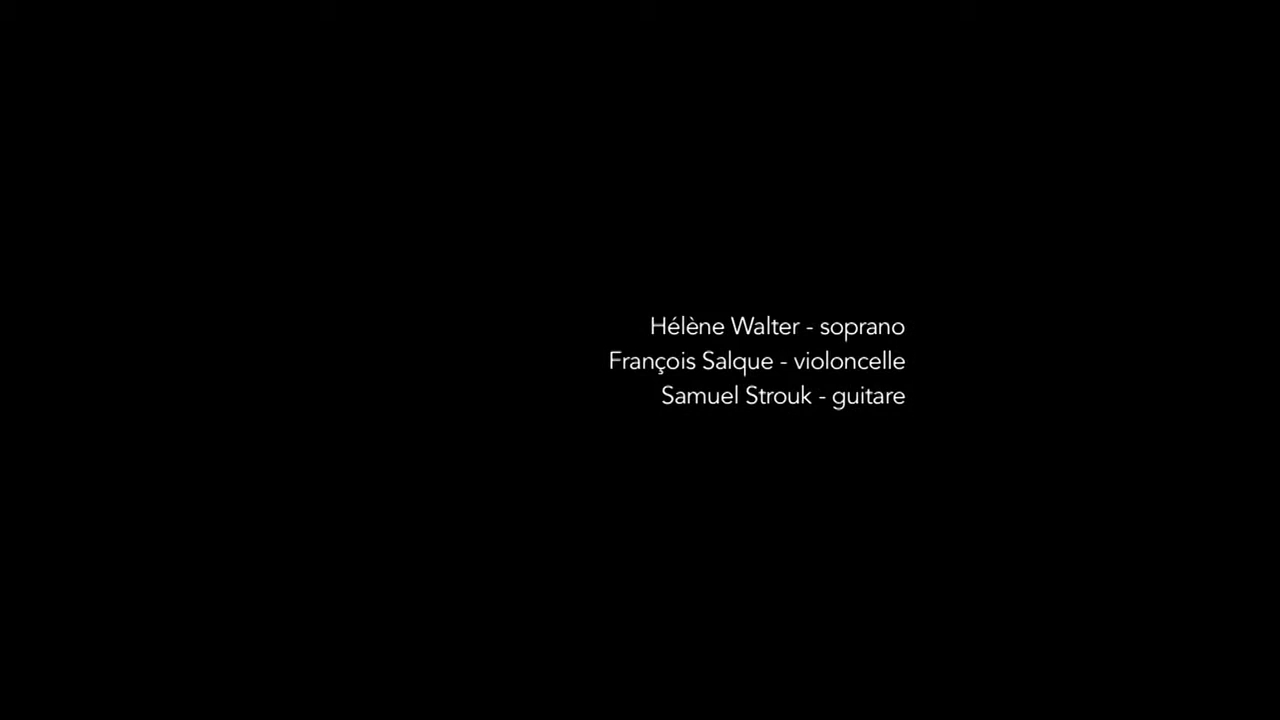 Hélène Walter - soprano
François Salque - violoncelle
Samuel Strouk - guitare